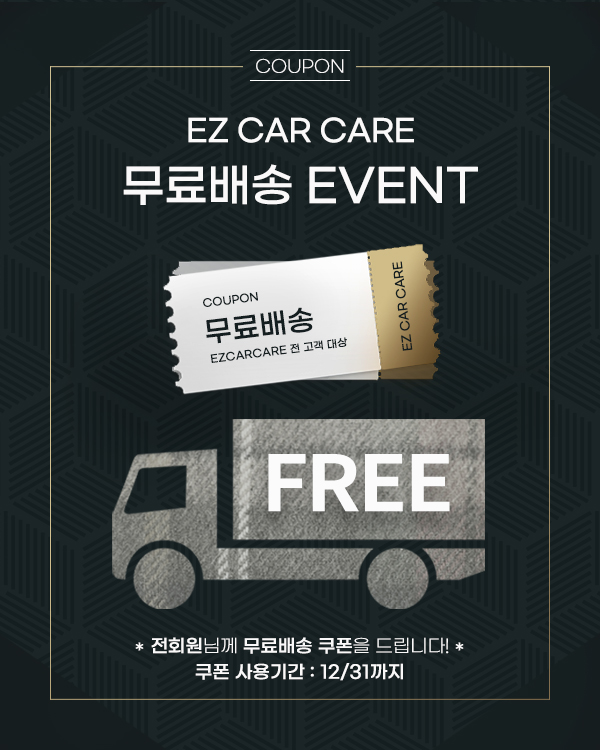 COUPON
EZ CAR CARE
무료배송 EVENT
COUPON
무료배송
EZCARCARE 전 고객 대상
EZ CAR CARE
FREE
* 전회원님께 무료배송 쿠폰을 드립니다! *
쿠폰 사용기간 : 12/31까지